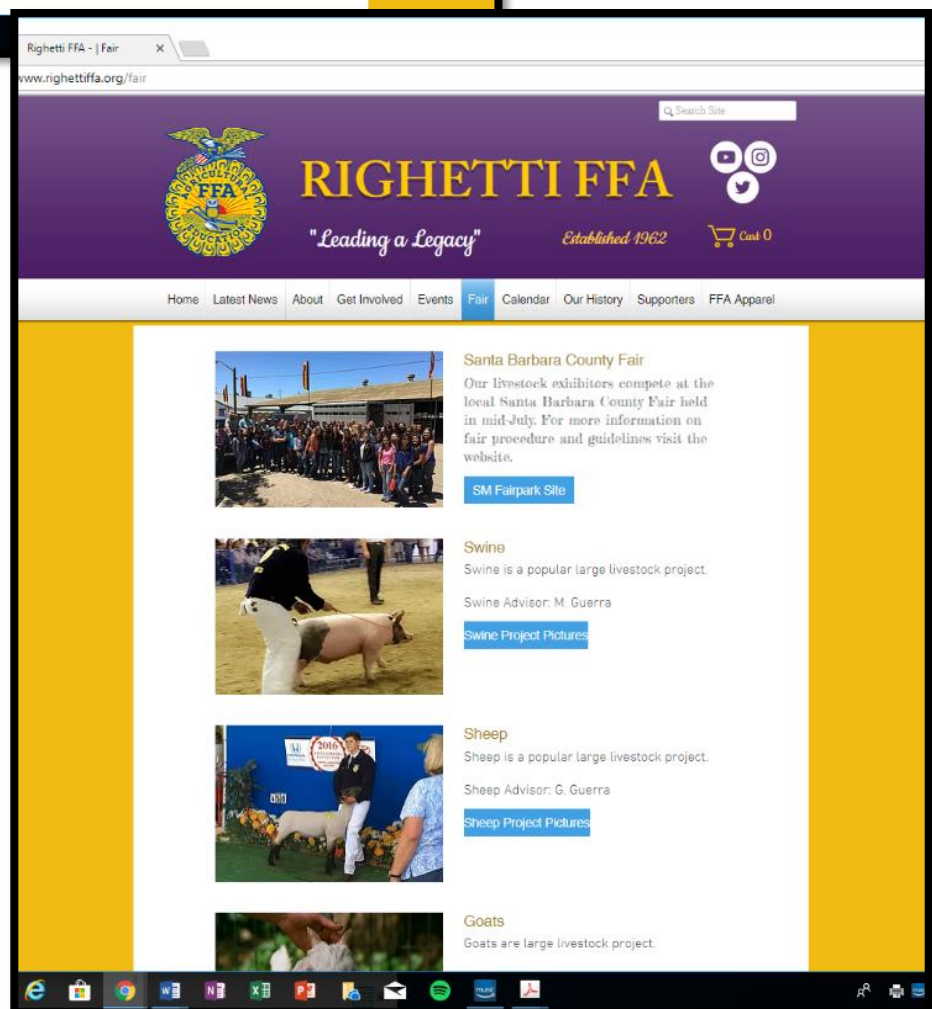 Righetti FFA - | Fair
www.righettiffa.org/fair
Search Site
AGRICULTURAL
FFA
EDUCATION
RIGHETTI FFA
"Leading a Legacy"
Established 1962
Cart 0
Home Latest News About Get Involved Events Fair Calendar Our History Supporters FFA Apparel
Santa Barbara County Fair
Our livestock exhibitors compete at the
local Santa Barbara County Fair held
in mid-July. For more information on
fair procedure and guidelines visit the
website.
SM Fairpark Site
Swine
Swine is a popular large livestock project.
Swine Advisor: M. Guerra
Swine Project Pictures
2016
Sheep
Sheep is a popular large livestock project.
Sheep Advisor: G. Guerra
Sheep Project Pictures
Goats
Goats are large livestock project.
music